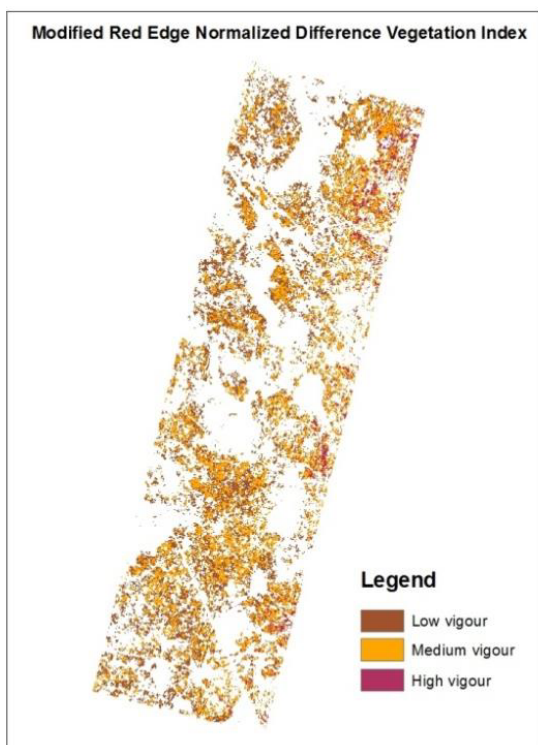 Modified Red Edge Normalized Difference Vegetation Index
Legend
Low vigour
Medium vigour
High vigour